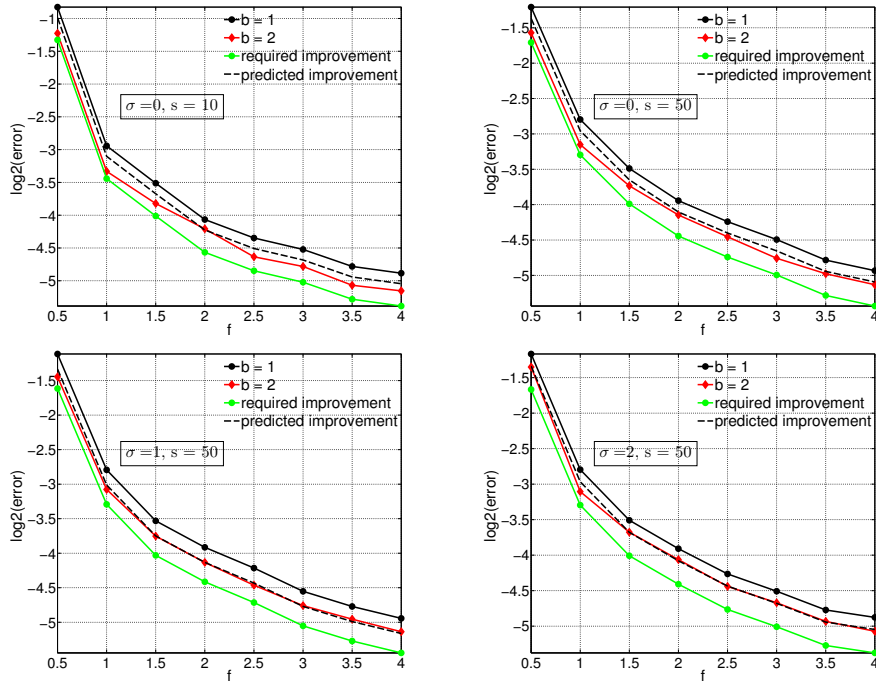 −1
−1.5
−2
−2.5
−3
−3.5
−4
−4.5
−5
log2(error)
0.5 1 1.5 2 2.5 3 3.5 4
f
b = 1
b = 2
required improvement
predicted improvement
σ =0, s = 10
−1.5
−2
−2.5
−3
−3.5
−4
−4.5
−5
log2(error)
0.5 1 1.5 2 2.5 3 3.5 4
f
b = 1
b = 2
required improvement
predicted improvement
σ =0, s = 50
−1.5
−2
−2.5
−3
−3.5
−4
−4.5
−5
log2(error)
0.5 1 1.5 2 2.5 3 3.5 4
f
b = 1
b = 2
required improvement
predicted improvement
σ =1, s = 50
−1.5
−2
−2.5
−3
−3.5
−4
−4.5
−5
log2(error)
0.5 1 1.5 2 2.5 3 3.5 4
f
b = 1
b = 2
required improvement
predicted improvement
σ =2, s = 50